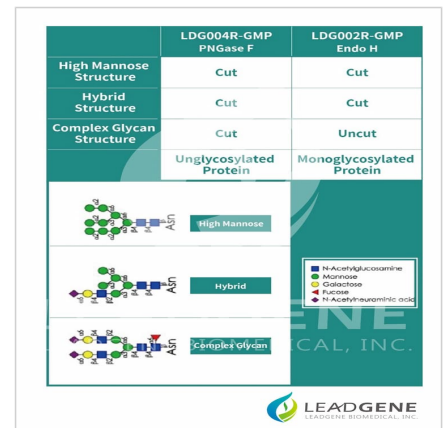 LDG004R-GMP LDG002R-GMP
PNGase F Endo H
High Mannose Structure Cut Cut
Hybrid Structure Cut Cut
Complex Glycan Structure Cut Uncut
Unglycosylated Protein Monoglycosylated Protein
High Mannose
Asn
Hybrid
Asn
Complex Glycan
Asn
N-Acetylglucosamine
Mannose
Galactose
Fucose
N-Acetylneuraminic acid
LEADGENE
LEADGENE BIOMEDICAL, INC.